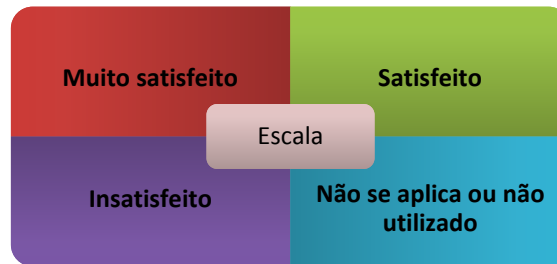 Muito satisfeito
Satisfeito
Escala
Insatisfeito
Não se aplica ou não
utilizado